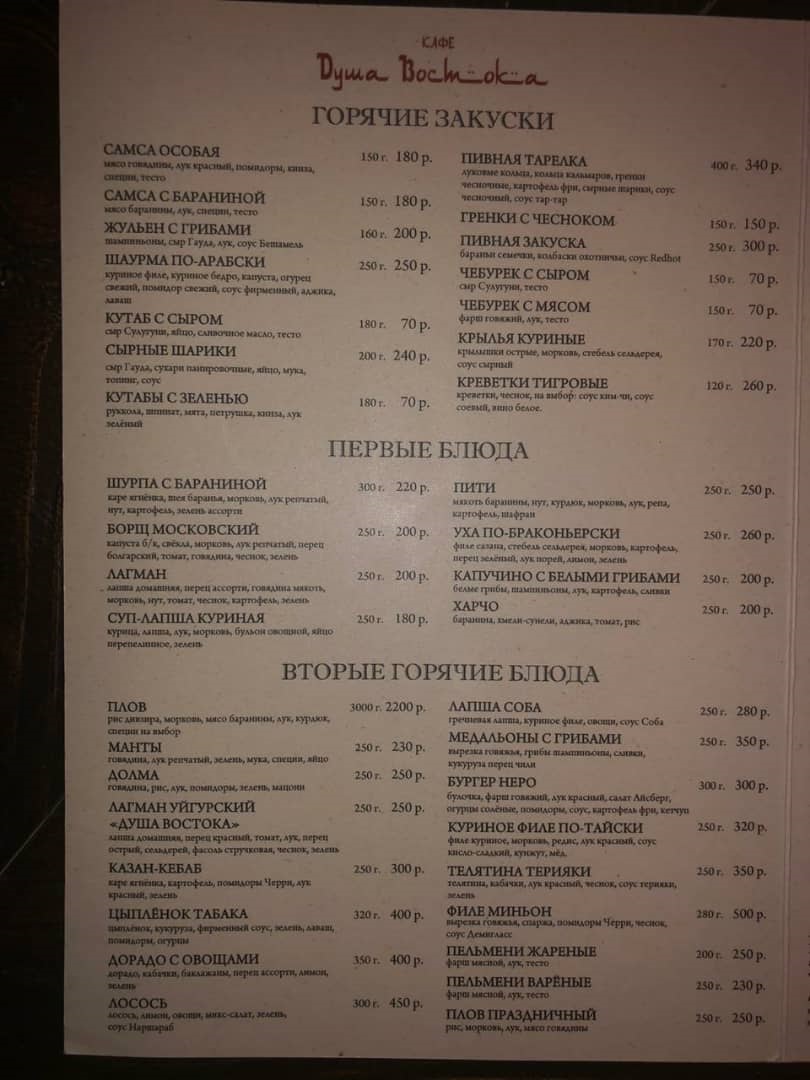 КАФЕ
Душа Востока
ГОРЯЧИЕ ЗАКУСКИ
САМСА ОСОБАЯ 150 г. 180 р.
мясо говядины, лук красный, помидоры, кинза,
специи, тесто
САМСА С БАРАНИНОЙ 150 г. 180 р.
мясо баранины, лук, специи, тесто
ЖУЛЬЕН С ГРИБАМИ 160 г. 200 р.
шампиньоны, сыр Гауда, лук, соус Бешамель
ШАУРМА ПО-АРАБСКИ 250 г. 250 р.
куриное филе, куриное бедро, капуста, огурец
свежий, помидор свежий, соус фирменный, аджика,
лаваш
КУТАБ С СЫРОМ 180 г. 70 р.
сыр Сулугуни, яйцо, сливочное масло, тесто
СЫРНЫЕ ШАРИКИ 200 г. 240 р.
сыр Гауда, сухари панировочные, яйцо, мука,
топинг, соус
КУТАБЫ С ЗЕЛЕНЬЮ 180 г. 70 р.
руккола, шпинат, мята, петрушка, кинза, лук
зелёный
ПИВНАЯ ТАРЕЛКА 400 г. 340 р.
луковые кольца, кольца кальмаров, гренки
чесночные, картофель фри, сырные шарики, соус
чесночный, соус тар-тар
ГРЕНКИ С ЧЕСНОКОМ 150 г. 150 р.
ПИВНАЯ ЗАКУСКА 250 г. 300 р.
бараньи семечки, колбаски охотничьи, соус Redhot
ЧЕБУРЕК С СЫРОМ 150 г. 70 р.
сыр Сулугуни, тесто
ЧЕБУРЕК С МЯСОМ 150 г. 70 р.
фарш говяжий, лук, тесто
КРЫЛЬЯ КУРИНЫЕ 170 г. 220 р.
крылышки острые, морковь, стебель сельдерея,
соус сырный
КРЕВЕТКИ ТИГРОВЫЕ 120 г. 260 р.
креветки, чеснок, на выбор: соус ким-чи, соус
соевый, вино белое.
ПЕРВЫЕ БЛЮДА
ШУРПА С БАРАНИНОЙ 300 г. 220 р.
каре ягнёнка, шея баранья, морковь, лук репчатый,
нут, картофель, зелень ассорти
БОРЩ МОСКОВСКИЙ 250 г. 200 р.
капуста б/к, свёкла, морковь, лук репчатый, перец
болгарский, томат, говядина, чеснок, зелень
ЛАГМАН 250 г. 200 р.
лапша домашняя, перец ассорти, говядина мякоть,
морковь, нут, томат, чеснок, картофель, зелень
СУП-ЛАПША КУРИНАЯ 250 г. 180 р.
курица, лапша, лук, морковь, бульон овощной, яйцо
перепелинное, зелень
ПИТИ 250 г. 250 р.
мякоть баранины, нут, курдюк, морковь, лук, репа,
картофель, шафран
УХА ПО-БРАКОНЬЕРСКИ 250 г. 260 р.
филе сазана, стебель сельдерея, морковь, картофель,
перец зелёный, лук порей, лимон, зелень
КАПУЧИНО С БЕЛЫМИ ГРИБАМИ 250 г. 200 р.
белые грибы, шампиньоны, лук, картофель, сливки
ХАРЧО 250 г. 200 р.
баранина, хмели-сунели, аджика, томат, рис
ВТОРЫЕ ГОРЯЧИЕ БЛЮДА
ПЛОВ 3000 г. 2200 р.
рис дивзира, морковь, мясо баранины, лук, курдюк,
специи на выбор
МАНТЫ 250 г. 230 р.
говядина, лук репчатый, зелень, мука, специи, яйцо
ДОЛМА 250 г. 250 р.
говядина, рис, лук, помидоры, зелень, мацони
ЛАГМАН УЙГУРСКИЙ 250 г. 250 р.
«ДУША ВОСТОКА»
лапша домашняя, перец красный, томат, лук, перец
острый, сельдерей, фасоль стручковая, чеснок, зелень
КАЗАН-КЕБАБ 250 г. 300 р.
каре ягнёнка, картофель, помидоры Черри, лук
красный, зелень
ЦЫПЛЁНОК ТАБАКА 320 г. 400 р.
цыплёнок, кукуруза, фирменный соус, зелень, лаваш,
помидоры, огурцы
ДОРАДО С ОВОЩАМИ 350 г. 400 р.
дорадо, кабачки, баклажаны, перец ассорти, лимон,
зелень
ЛОСОСЬ 300 г. 450 р.
лосось, лимон, овощи, микс-салат, зелень,
соус Наршараб
ЛАПША СОБА 250 г. 280 р.
гречневая лапша, куриное филе, овощи, соус Соба
МЕДАЛЬОНЫ С ГРИБАМИ 250 г. 350 р.
вырезка говяжья, грибы шампиньоны, сливки,
кукуруза перец чили
БУРГЕР НЕРО 300 г. 300 р.
булочка, фарш говяжий, лук красный, салат Айсберг,
огурцы солёные, помидоры, соус, картофель фри, кетчуп
КУРИНОЕ ФИЛЕ ПО-ТАЙСКИ 250 г. 320 р.
филе куриное, морковь, редис, лук красный, соус
кисло-сладкий, кунжут, мёд.
ТЕЛЯТИНА ТЕРИЯКИ 250 г. 350 р.
телятина, кабачки, лук красный, чеснок, соус терияки,
зелень
ФИЛЕ МИНЬОН 280 г. 500 р.
вырезка говяжья, спаржа, помидоры Черри, чеснок,
соус Демигласс
ПЕЛЬМЕНИ ЖАРЕНЫЕ 200 г. 250 р.
фарш мясной, лук, тесто
ПЕЛЬМЕНИ ВАРЁНЫЕ 250 г. 230 р.
фарш мясной, лук, тесто
ПЛОВ ПРАЗДНИЧНЫЙ 250 г. 250 р.
рис, морковь, лук, мясо говядины